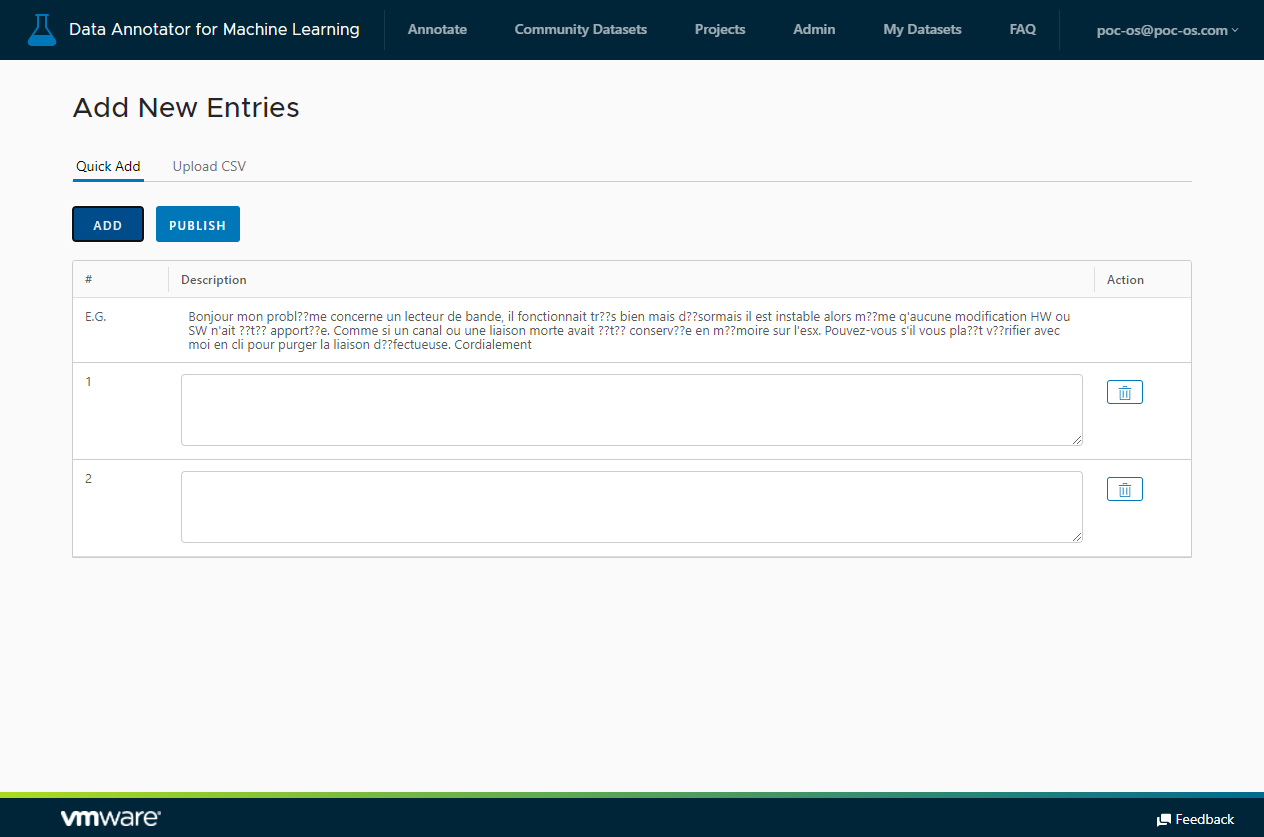 Data Annotator for Machine Learning Annotate Community Datasets Projects Admin My Datasets FAQ poc-os@poc-os.com
Add New Entries
Quick Add Upload CSV
ADD PUBLISH
# Description Action
E.G. Bonjour mon probl??me concerne un lecteur de bande, il fonctionnait tr??s bien mais d??sormais il est instable alors m??me q'aucune modification HW ou
SW n'ait ??t?? apport??e. Comme si un canal ou une liaison morte avait ??t?? conserv??e en m??moire sur l'esx. Pouvez-vous s'il vous pla??t v??rifier avec
moi en cli pour purger la liaison d??fectueuse. Cordialement
1
2
vmware Feedback